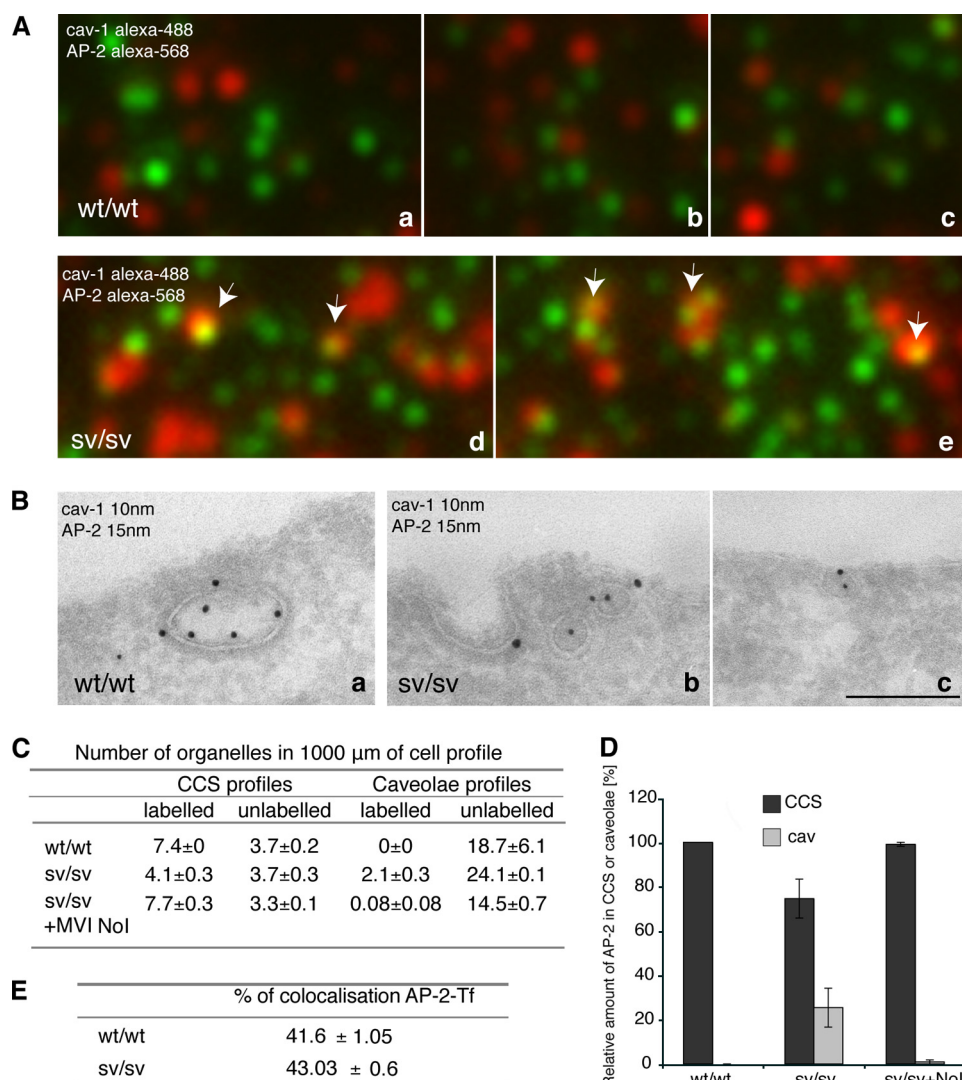 A
cav-1 alexa-488
AP-2 alexa-568
wt/wt
a
b
c
cav-1 alexa-488
AP-2 alexa-568
sv/sv
d
e
B
cav-1 10nm
AP-2 15nm
wt/wt
a
cav-1 10nm
AP-2 15nm
sv/sv
b
c
C
Number of organelles in 1000 µm of cell profile
CCS profiles Caveolae profiles
labelled unlabelled labelled unlabelled
wt/wt 7.4±0 3.7±0.2 0±0 18.7±6.1
sv/sv 4.1±0.3 3.7±0.3 2.1±0.3 24.1±0.1
sv/sv 7.7±0.3 3.3±0.1 0.08±0.08 14.5±0.7
+MVI NoI
D
Relative amount of AP-2 in CCS or caveolae [%]
120
100
80
60
40
20
0
CCS
cav
wt/wt sv/sv sv/sv+NoI
E
% of colocalisation AP-2-Tf
wt/wt 41.6 ± 1.05
sv/sv 43.03 ± 0.6